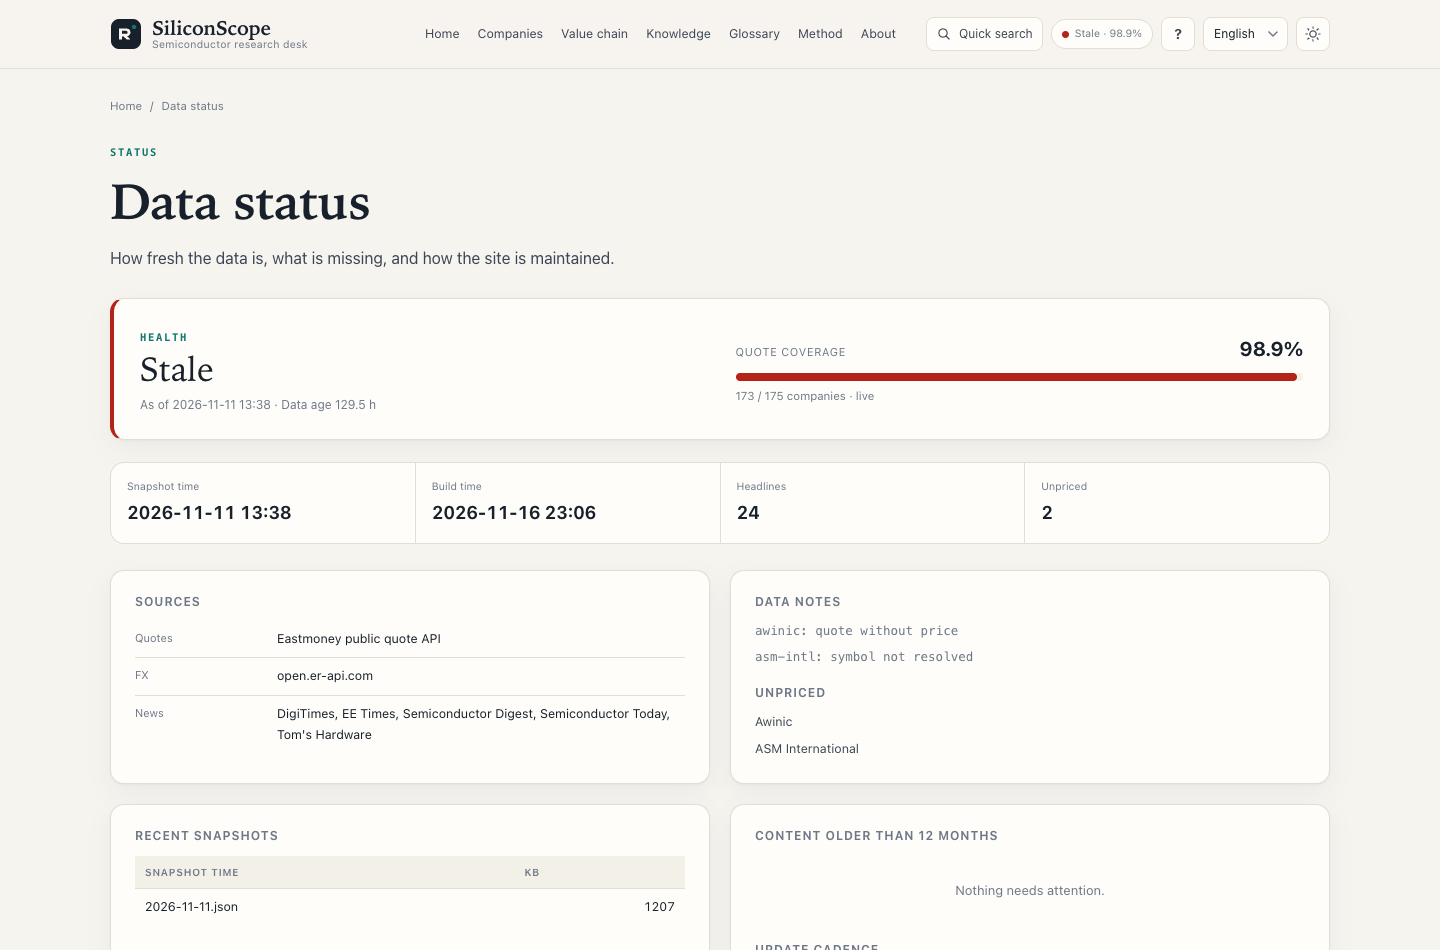 R
SiliconScope
Semiconductor research desk
Home
Companies
Value chain
Knowledge
Glossary
Method
About
Quick search
Stale · 98.9%
?
English
Home / Data status
STATUS
Data status
How fresh the data is, what is missing, and how the site is maintained.
HEALTH
Stale
As of 2026-11-11 13:38 · Data age 129.5 h
QUOTE COVERAGE
98.9%
173 / 175 companies · live
Snapshot time
2026-11-11 13:38
Build time
2026-11-16 23:06
Headlines
24
Unpriced
2
SOURCES
Quotes
Eastmoney public quote API
FX
open.er-api.com
News
DigiTimes, EE Times, Semiconductor Digest, Semiconductor Today,
Tom's Hardware
DATA NOTES
awinic: quote without price
asm-intl: symbol not resolved
UNPRICED
Awinic
ASM International
RECENT SNAPSHOTS
SNAPSHOT TIME
KB
2026-11-11.json
1207
CONTENT OLDER THAN 12 MONTHS
Nothing needs attention.
UPDATE CADENCE